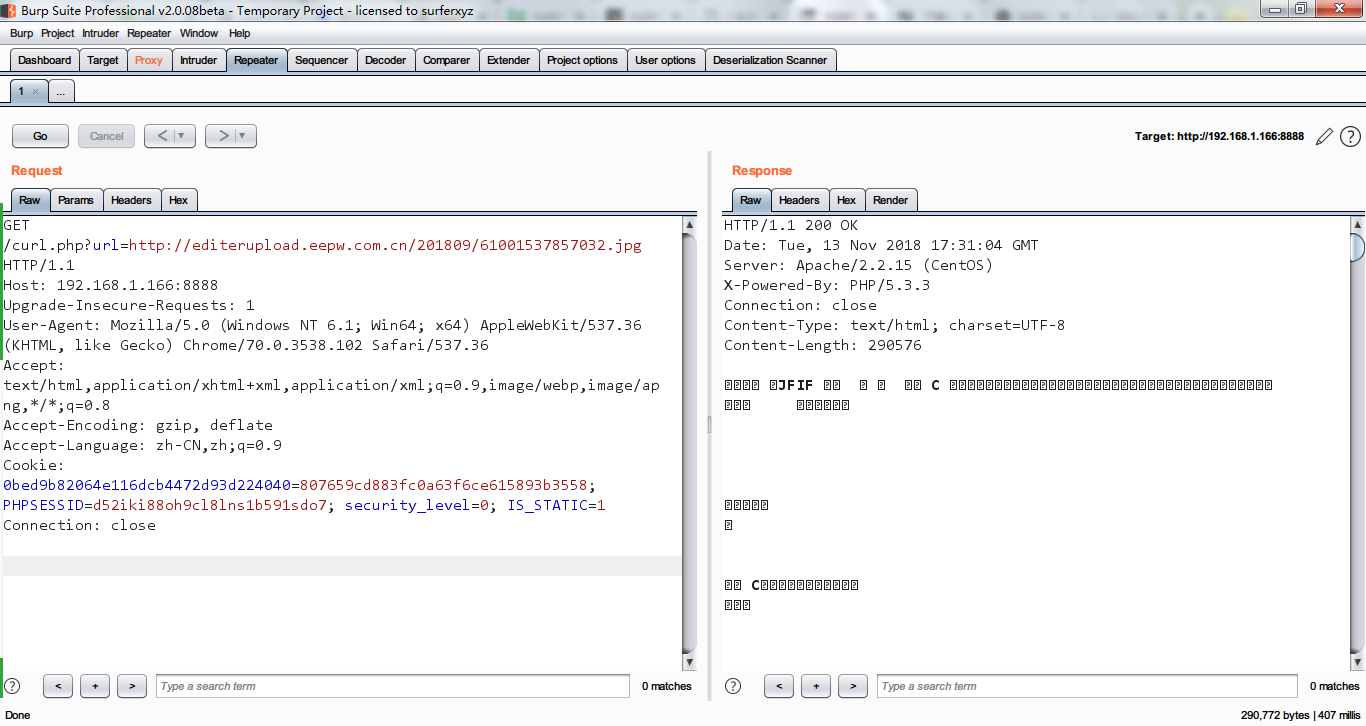 Burp Suite Professional v2.0.08beta - Temporary Project - licensed to surferxyz
Burp Project Intruder Repeater Window Help
Dashboard Target Proxy Intruder Repeater Sequencer Decoder Comparer Extender Project options User options Deserialization Scanner
1 × ...
Go Cancel < ▼ > ▼ Target: http://192.168.1.166:8888 ?
Request
Raw Params Headers Hex
GET
/curl.php?url=http://editerupload.eepw.com.cn/201809/61001537857032.jpg
HTTP/1.1
Host: 192.168.1.166:8888
Upgrade-Insecure-Requests: 1
User-Agent: Mozilla/5.0 (Windows NT 6.1; Win64; x64) AppleWebKit/537.36
(KHTML, like Gecko) Chrome/70.0.3538.102 Safari/537.36
Accept:
text/html,application/xhtml+xml,application/xml;q=0.9,image/webp,image/ap
ng,*/*;q=0.8
Accept-Encoding: gzip, deflate
Accept-Language: zh-CN,zh;q=0.9
Cookie:
0bed9b82064e116dcb4472d93d224040=807659cd883fc0a63f6ce615893b3558;
PHPSESSID=d52iki88oh9cl8lns1b591sdo7; security_level=0; IS_STATIC=1
Connection: close
? < + > Type a search term 0 matches
Response
Raw Headers Hex Render
HTTP/1.1 200 OK
Date: Tue, 13 Nov 2018 17:31:04 GMT
Server: Apache/2.2.15 (CentOS)
X-Powered-By: PHP/5.3.3
Connection: close
Content-Type: text/html; charset=UTF-8
Content-Length: 290576
JFIF C
C
? < + > Type a search term 0 matches
Done 290,772 bytes | 407 millis